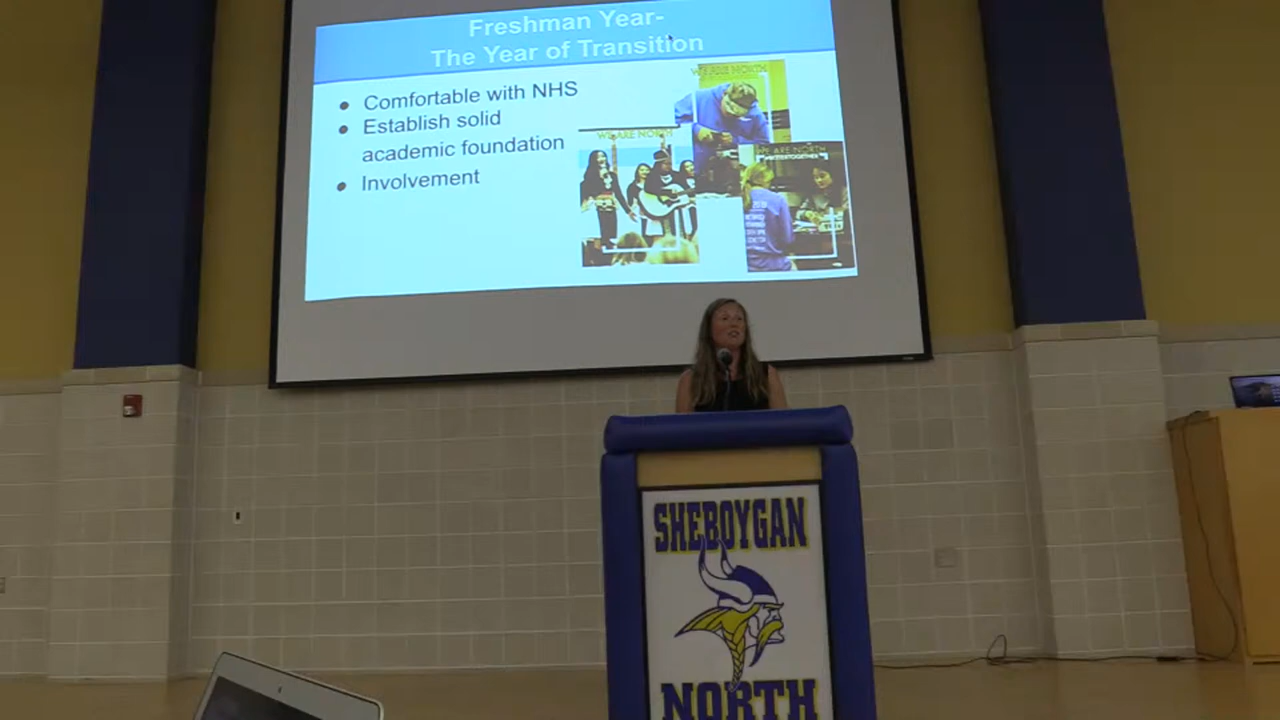 Freshman Year-
The Year of Transition
Comfortable with NHS
Establish solid
academic foundation
Involvement
WE ARE NORTH
WE ARE NORTH
WE ARE NORTH
SHEBOYGAN
NORTH